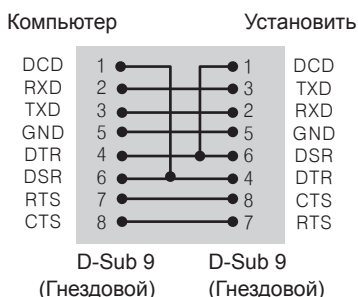 Компьютер Установить
DCD 1 1 DCD
RXD 2 3 TXD
TXD 3 2 RXD
GND 5 5 GND
DTR 4 6 DSR
DSR 6 4 DTR
RTS 7 8 CTS
CTS 8 7 RTS
D-Sub 9 D-Sub 9
(Гнездовой) (Гнездовой)